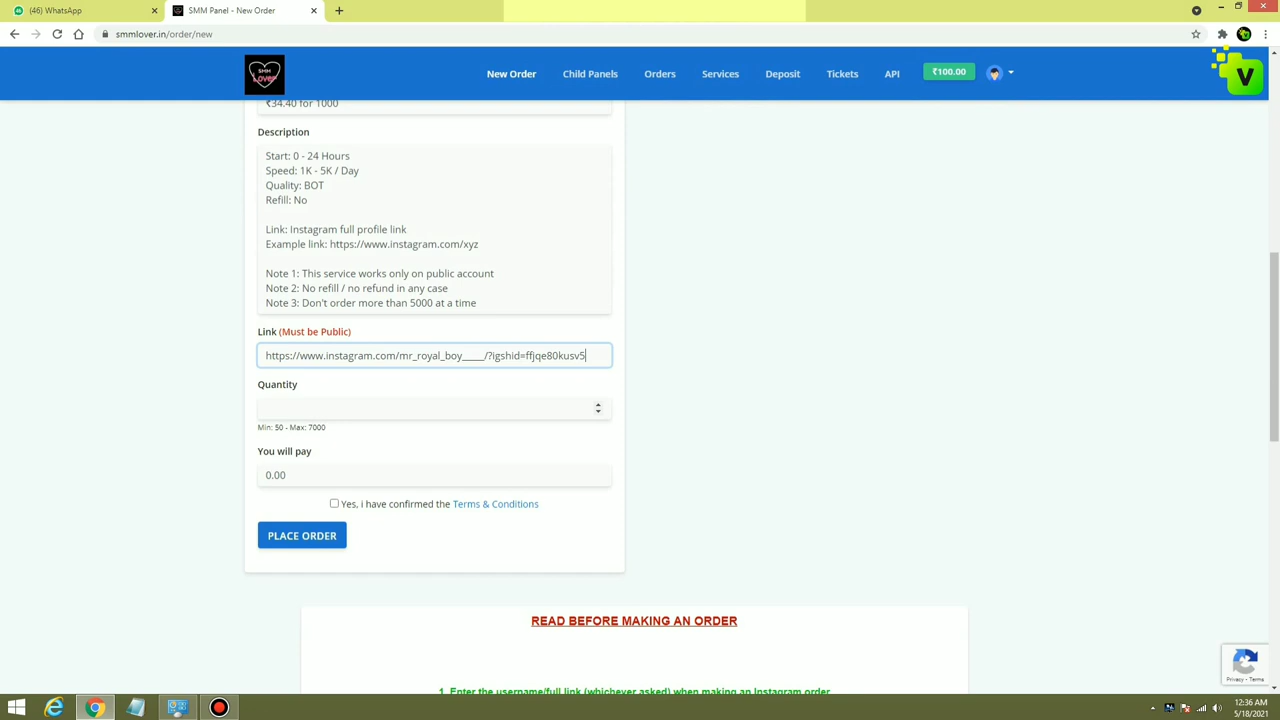 (46) WhatsApp
SMM Panel - New Order
smmlover.in/order/new
SMM
Lover
New Order
Child Panels
Orders
Services
Deposit
Tickets
API
₹100.00
V
₹34.40 for 1000
Description
Start: 0 - 24 Hours
Speed: 1K - 5K / Day
Quality: BOT
Refill: No
Link: Instagram full profile link
Example link: https://www.instagram.com/xyz
Note 1: This service works only on public account
Note 2: No refill / no refund in any case
Note 3: Don't order more than 5000 at a time
Link (Must be Public)
https://www.instagram.com/mr_royal_boy_____/?igshid=ffjqe80kusv5
Quantity
Min: 50 - Max: 7000
You will pay
0.00
Yes, i have confirmed the Terms & Conditions
PLACE ORDER
READ BEFORE MAKING AN ORDER
1. Enter the username/full link (whichever asked) when making an Instagram order
Privacy - Terms
12:36 AM
5/18/2021